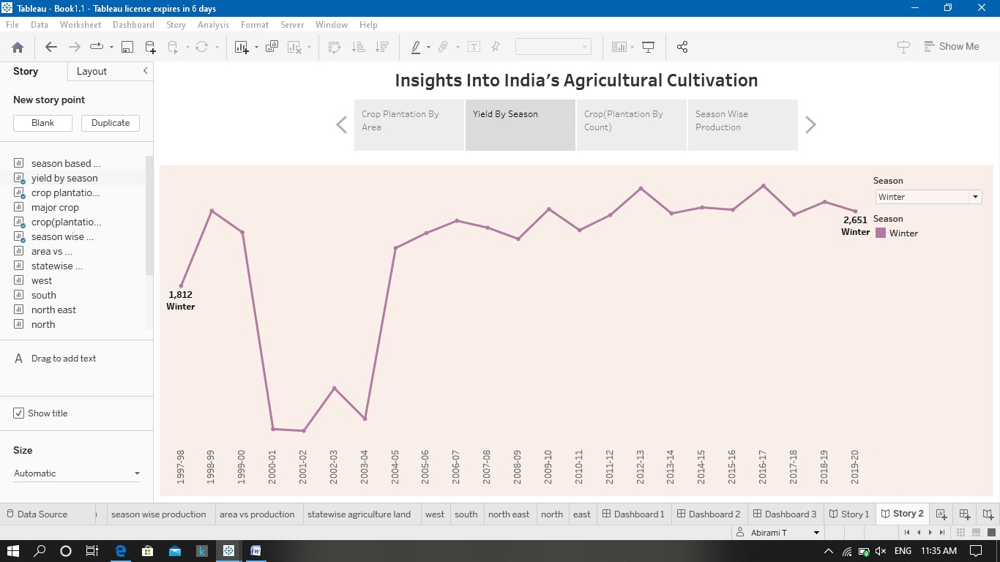 Tableau - Book1.1 - Tableau license expires in 6 days
File Data Worksheet Dashboard Story Analysis Format Server Window Help
Show Me
Story Layout
New story point
Blank Duplicate
season based ...
yield by season
crop plantatio...
major crop
crop(plantatio...
season wise ...
area vs ...
statewise ...
west
south
north east
north
A Drag to add text
Show title
Size
Automatic
Insights Into India's Agricultural Cultivation
Crop Plantation By
Area
Yield By Season
Crop(Plantation By
Count)
Season Wise
Production
Season
Winter
Season
Winter
2,651
Winter
1,812
Winter
1997-98
1998-99
1999-00
2000-01
2001-02
2002-03
2003-04
2004-05
2005-06
2006-07
2007-08
2008-09
2009-10
2010-11
2011-12
2012-13
2013-14
2014-15
2015-16
2016-17
2017-18
2018-19
2019-20
Data Source season wise production area vs production statewise agriculture land west south north east north east Dashboard 1 Dashboard 2 Dashboard 3 Story 1 Story 2
Abirami T
ENG 11:35 AM